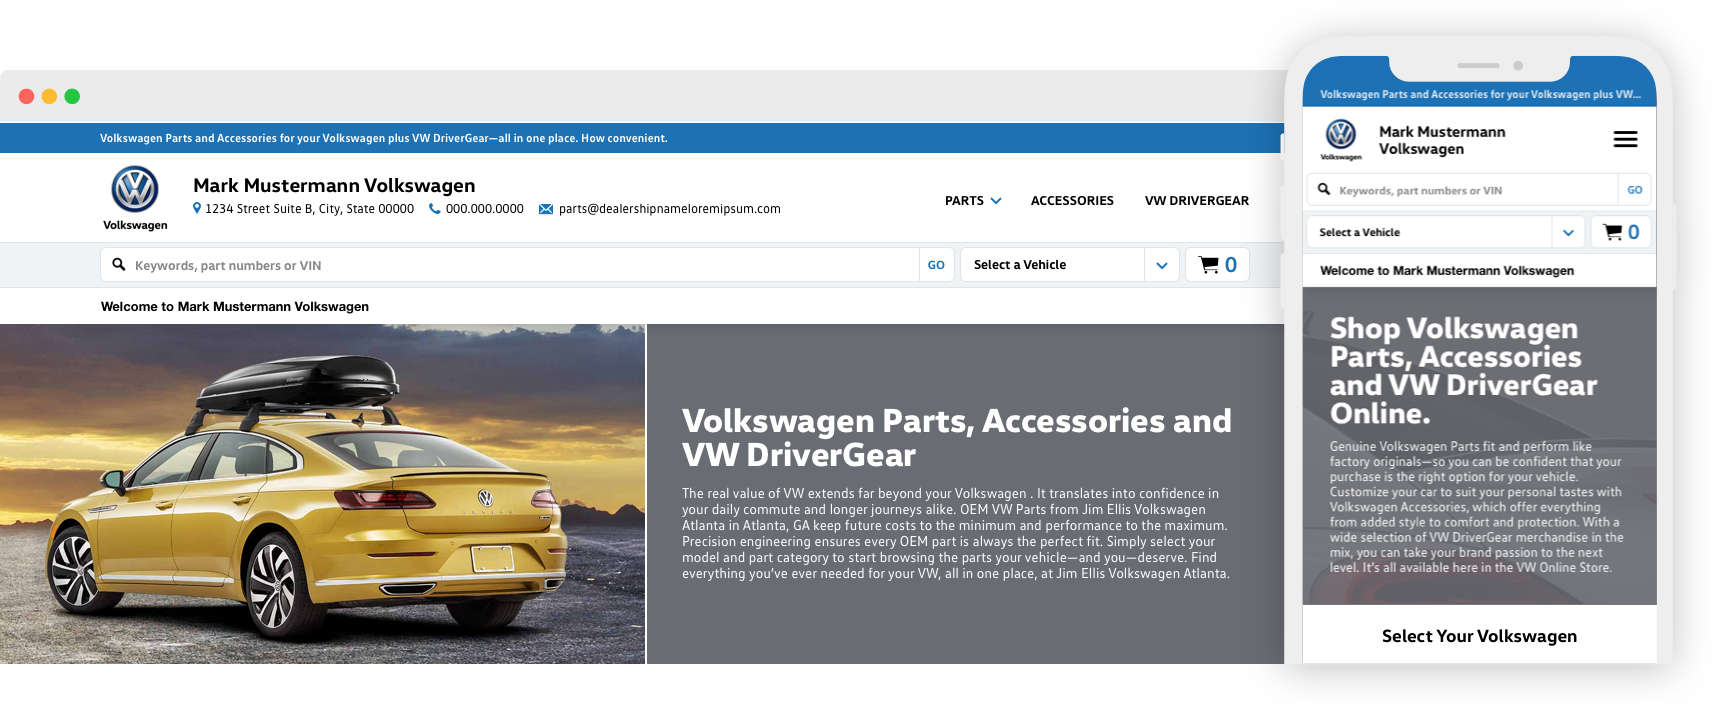 Volkswagen Parts and Accessories for your Volkswagen plus VW DriverGear—all in one place. How convenient.
Volkswagen
Mark Mustermann Volkswagen
1234 Street Suite B, City, State 00000 000.000.0000 parts@dealershipnameloremipsum.com
PARTS ACCESSORIES VW DRIVERGEAR
Keywords, part numbers or VIN GO Select a Vehicle 0
Welcome to Mark Mustermann Volkswagen
Volkswagen Parts, Accessories and
VW DriverGear
The real value of VW extends far beyond your Volkswagen . It translates into confidence in
your daily commute and longer journeys alike. OEM VW Parts from Jim Ellis Volkswagen
Atlanta in Atlanta, GA keep future costs to the minimum and performance to the maximum.
Precision engineering ensures every OEM part is always the perfect fit. Simply select your
model and part category to start browsing the parts your vehicle—and you—deserve. Find
everything you've ever needed for your VW, all in one place, at Jim Ellis Volkswagen Atlanta.
Volkswagen Parts and Accessories for your Volkswagen plus VW...
Volkswagen
Mark Mustermann
Volkswagen
Keywords, part numbers or VIN GO
Select a Vehicle 0
Welcome to Mark Mustermann Volkswagen
Shop Volkswagen
Parts, Accessories
and VW DriverGear
Online.
Genuine Volkswagen Parts fit and perform like
factory originals—so you can be confident that your
purchase is the right option for your vehicle.
Customize your car to suit your personal tastes with
Volkswagen Accessories, which offer everything
from added style to comfort and protection. With a
wide selection of VW DriverGear merchandise in the
mix, you can take your brand passion to the next
level. It's all available here in the VW Online Store.
Select Your Volkswagen